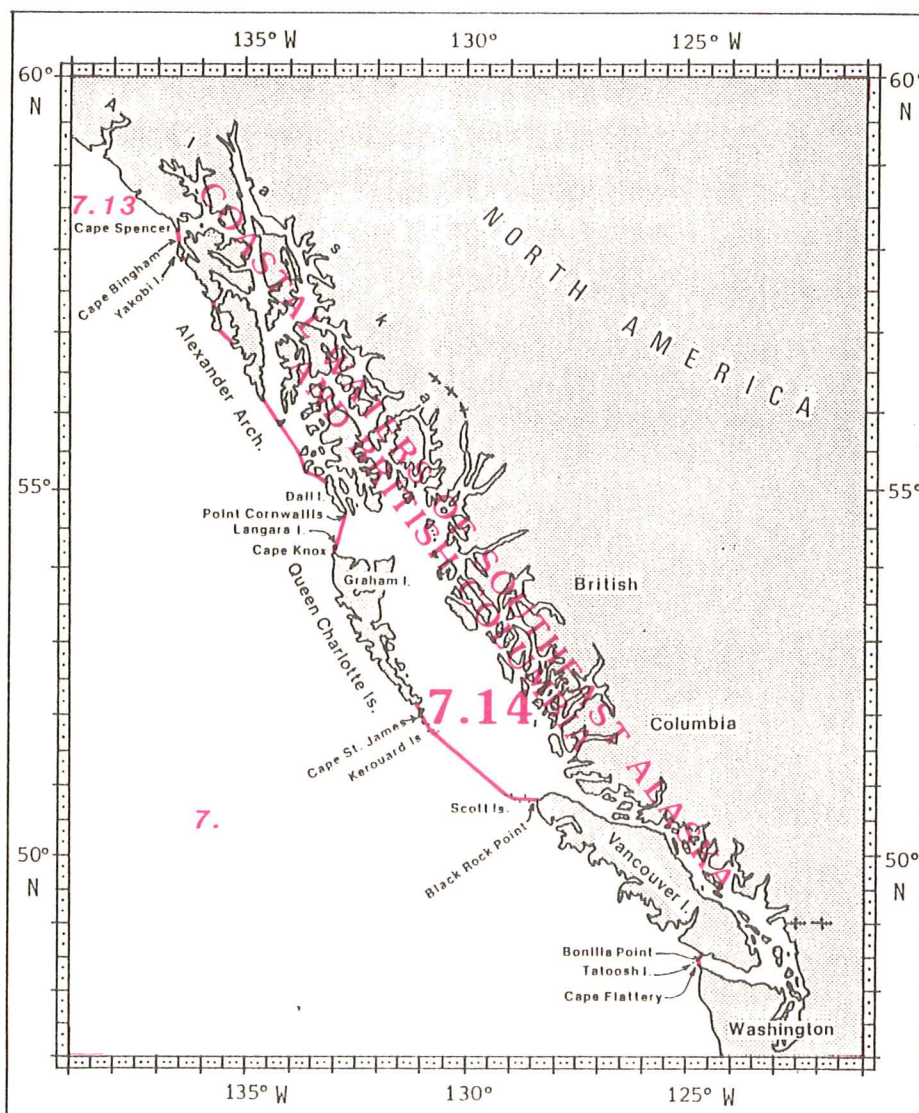 135° W 130° 125° W
60° 60°
N N
A l a s k a
7.13
Cape Spencer
Cape Bingham
Yakobi I.
COASTAL WATERS OF SOUTHEAST ALASKA
AND BRITISH COLUMBIA
NORTH
AMERICA
Alexander Arch.
55° 55°
N N
Dall I.
Point Cornwallis
Langara I.
Cape Knox
Graham I.
British
Queen Charlotte Is.
7.14
Columbia
Cape St. James
Kerouard Is.
7.
Scott Is.
Black Rock Point
50° 50°
N N
Vancouver I.
Bonilla Point
Tatoosh I.
Cape Flattery
Washington
135° W 130° 125° W